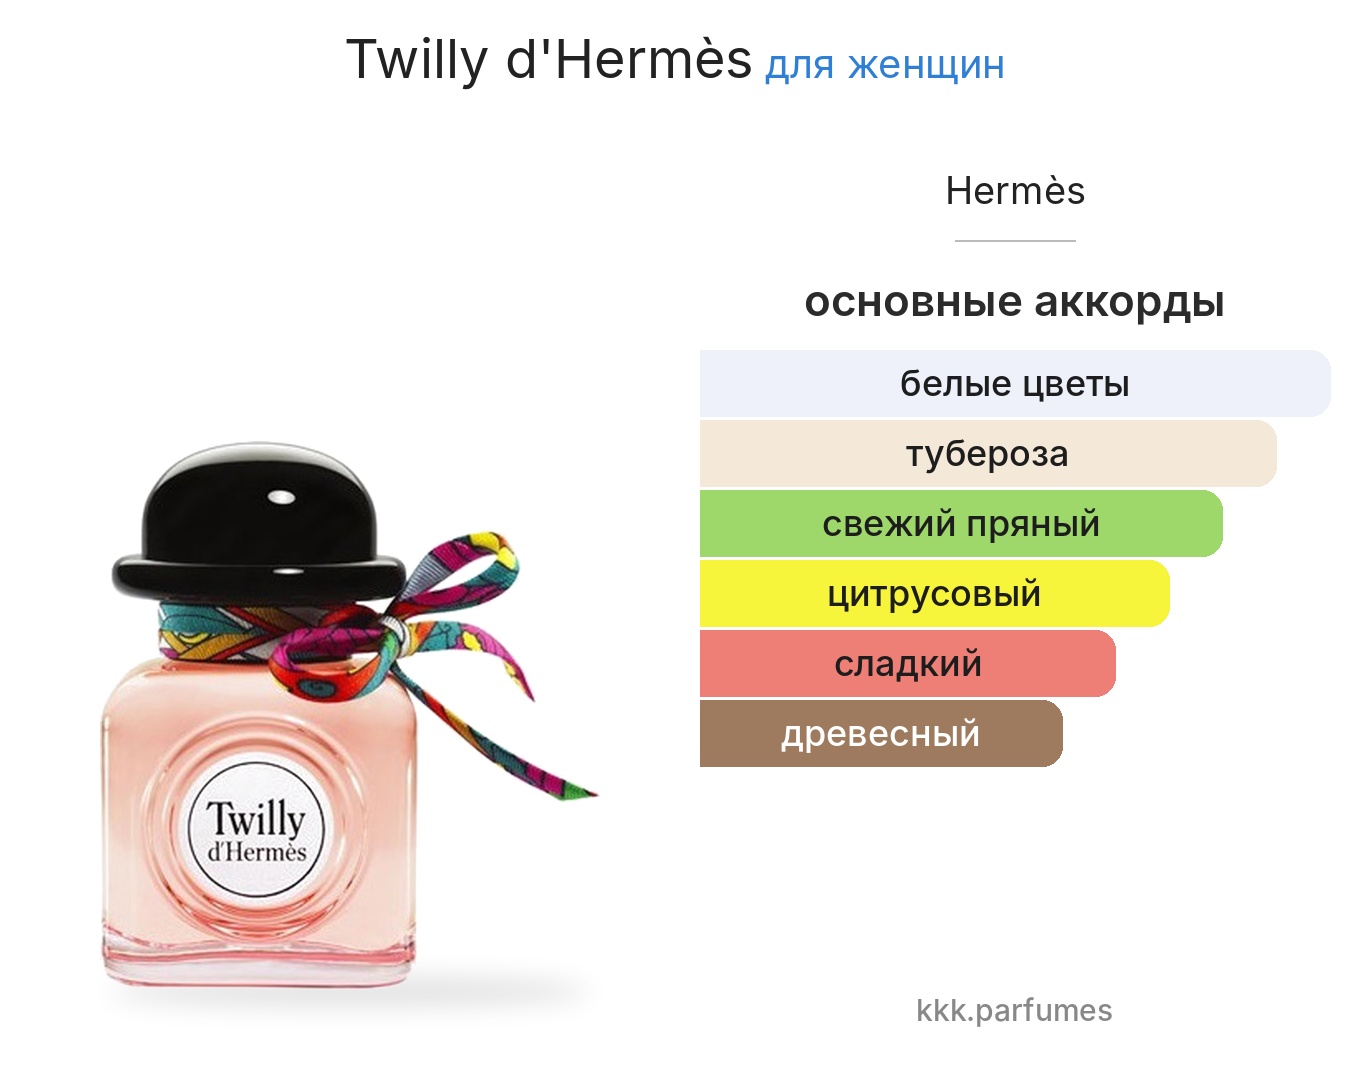 Twilly d'Hermès для женщин
Hermès
основные аккорды
белые цветы
тубероза
свежий пряный
цитрусовый
сладкий
древесный
Twilly
d'Hermès
kkk.parfumes